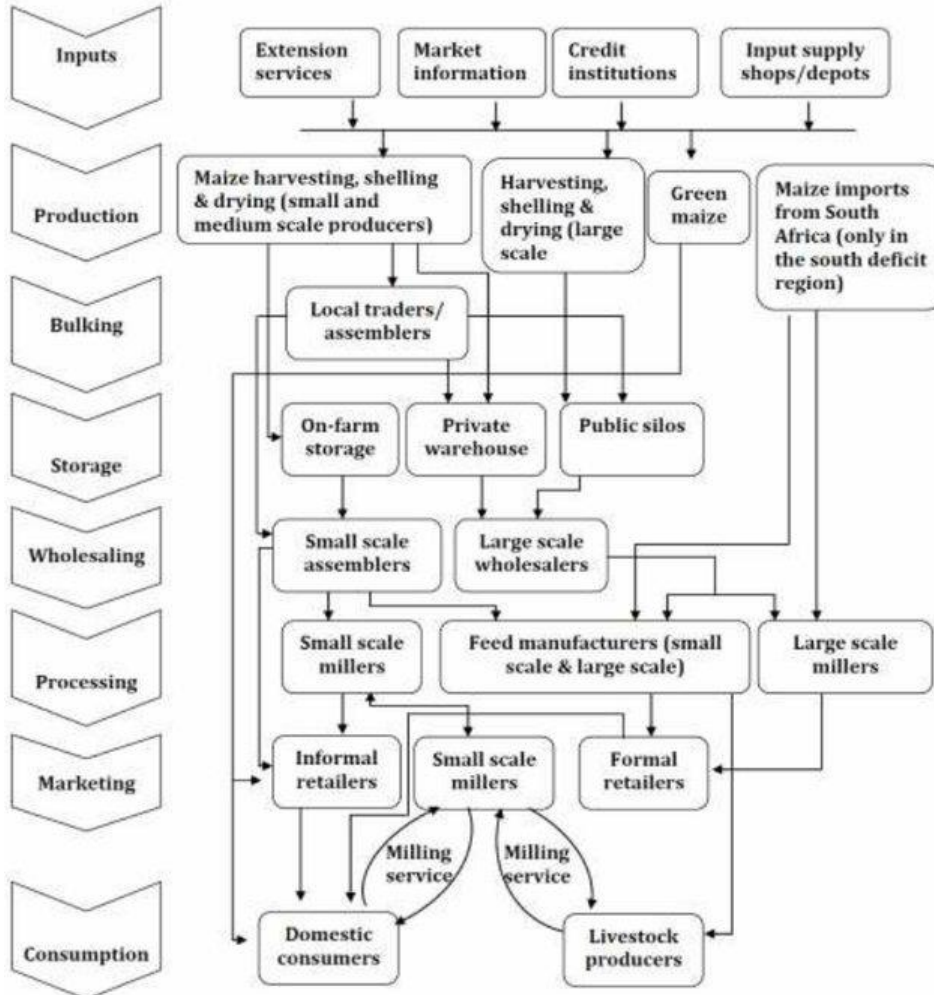 Inputs
Extension
services
Market
information
Credit
institutions
Input supply
shops/depots
Production
Maize harvesting, shelling
& drying (small and
medium scale producers)
Harvesting,
shelling &
drying (large
scale
Green
maize
Maize imports
from South
Africa (only in
the south deficit
region)
Bulking
Local traders/
assemblers
Storage
On-farm
storage
Private
warehouse
Public silos
Wholesaling
Small scale
assemblers
Large scale
wholesalers
Processing
Small scale
millers
Feed manufacturers (small
scale & large scale)
Large scale
millers
Marketing
Informal
retailers
Small scale
millers
Formal
retailers
Milling
service
Milling
service
Consumption
Domestic
consumers
Livestock
producers